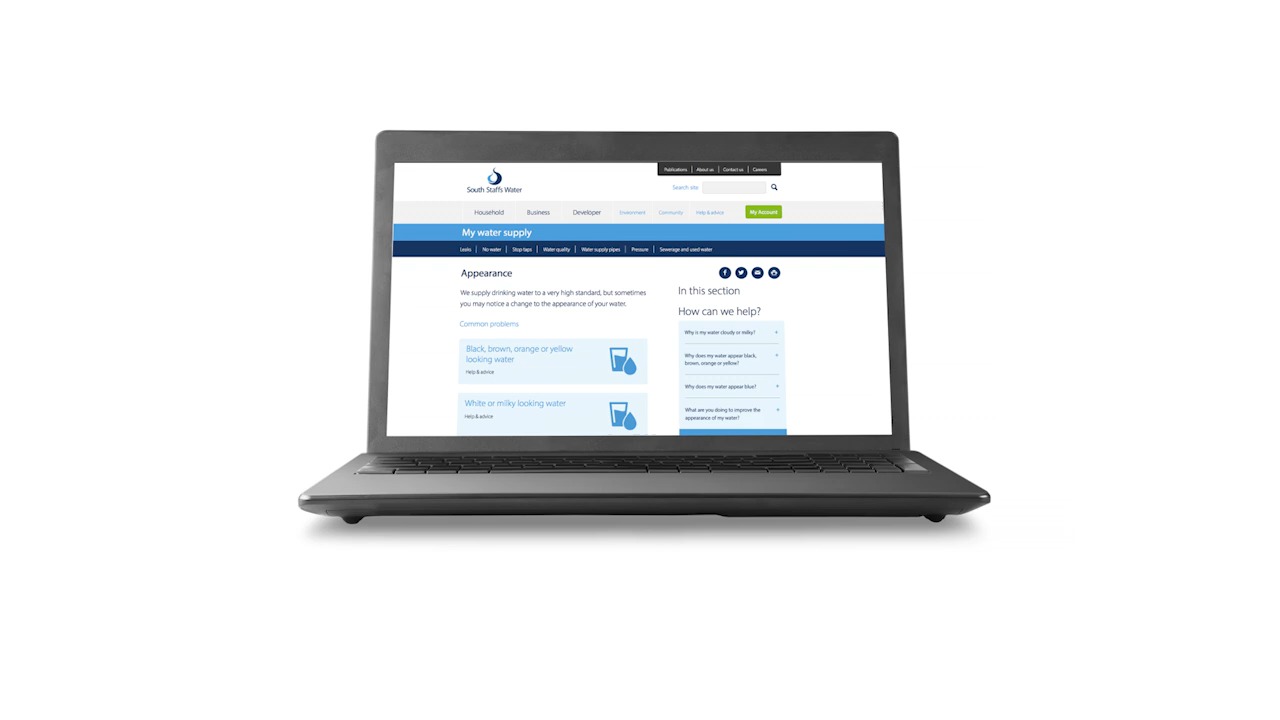 Publications
About us
Contact us
Careers
South Staffs Water
Search site
Household
Business
Developer
Environment
Community
Help & advice
My Account
My water supply
Leaks
No water
Stop taps
Water quality
Water supply pipes
Pressure
Sewerage and used water
Appearance
We supply drinking water to a very high standard, but sometimes
you may notice a change to the appearance of your water.
Common problems
Black, brown, orange or yellow
looking water
Help & advice
White or milky looking water
Help & advice
In this section
How can we help?
Why is my water cloudy or milky? +
Why does my water appear black, +
brown, orange or yellow?
Why does my water appear blue? +
What are you doing to improve the +
appearance of my water?